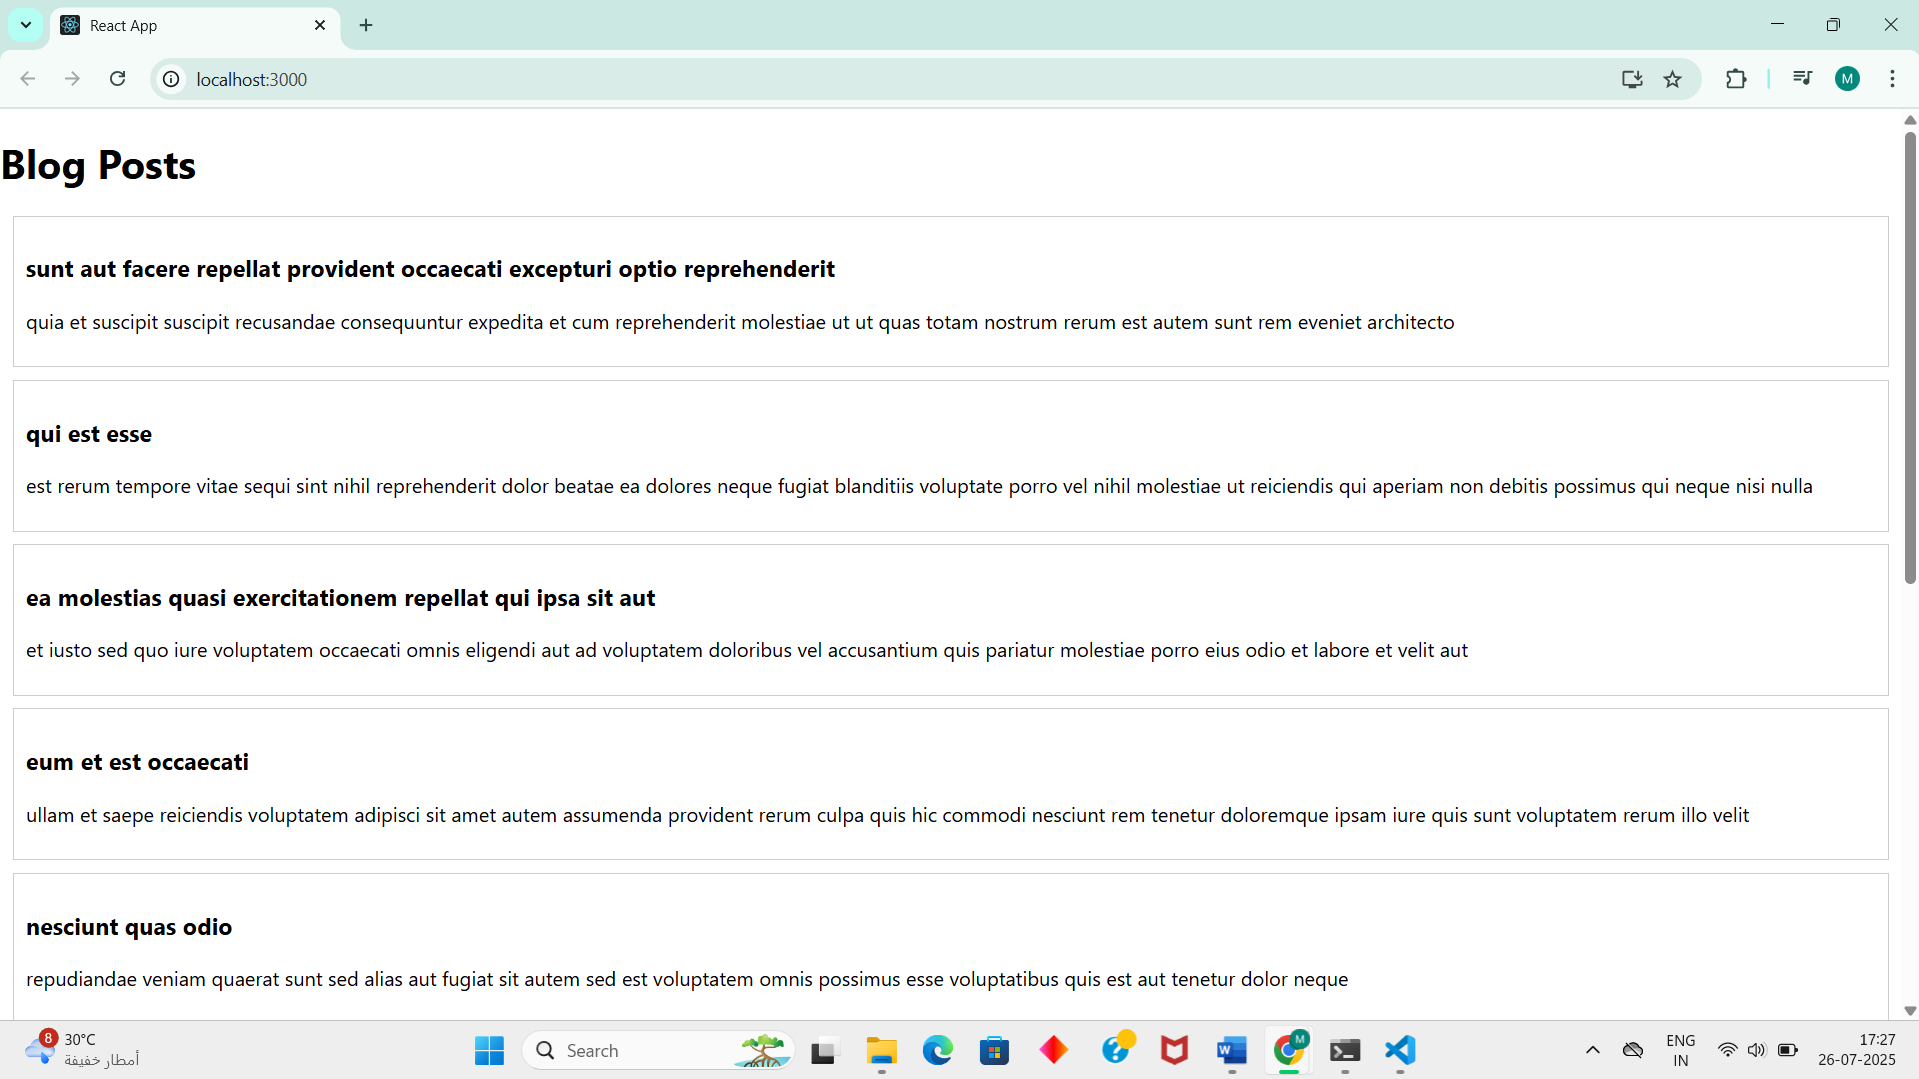 React App
localhost:3000
M
Blog Posts
sunt aut facere repellat provident occaecati excepturi optio reprehenderit
quia et suscipit suscipit recusandae consequuntur expedita et cum reprehenderit molestiae ut ut quas totam nostrum rerum est autem sunt rem eveniet architecto
qui est esse
est rerum tempore vitae sequi sint nihil reprehenderit dolor beatae ea dolores neque fugiat blanditiis voluptate porro vel nihil molestiae ut reiciendis qui aperiam non debitis possimus qui neque nisi nulla
ea molestias quasi exercitationem repellat qui ipsa sit aut
et iusto sed quo iure voluptatem occaecati omnis eligendi aut ad voluptatem doloribus vel accusantium quis pariatur molestiae porro eius odio et labore et velit aut
eum et est occaecati
ullam et saepe reiciendis voluptatem adipisci sit amet autem assumenda provident rerum culpa quis hic commodi nesciunt rem tenetur doloremque ipsam iure quis sunt voluptatem rerum illo velit
nesciunt quas odio
repudiandae veniam quaerat sunt sed alias aut fugiat sit autem sed est voluptatem omnis possimus esse voluptatibus quis est aut tenetur dolor neque
8
30°C
أمطار خفيفة
Search
W
M
ENG
IN
17:27
26-07-2025